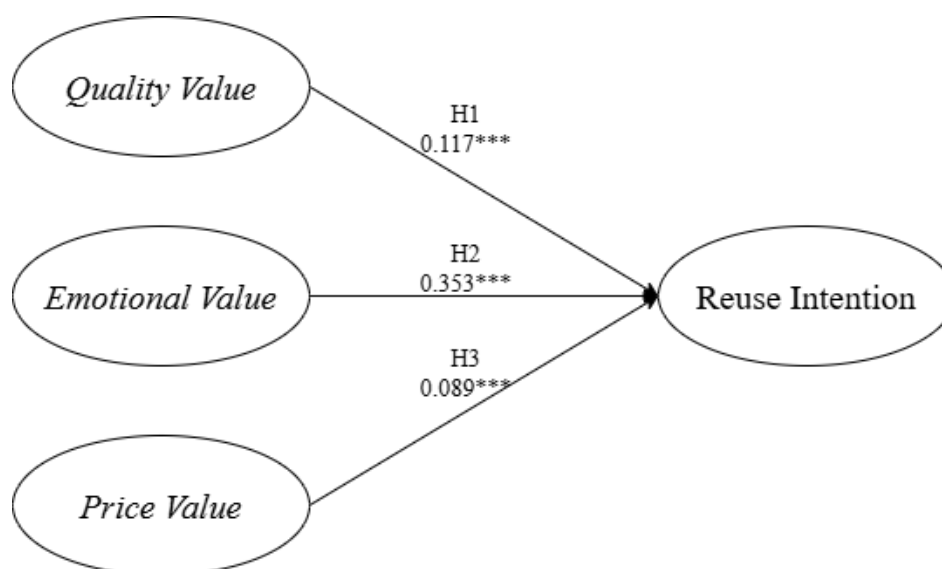 Quality Value
H1
0.117***
Emotional Value
H2
0.353***
Reuse Intention
H3
0.089***
Price Value